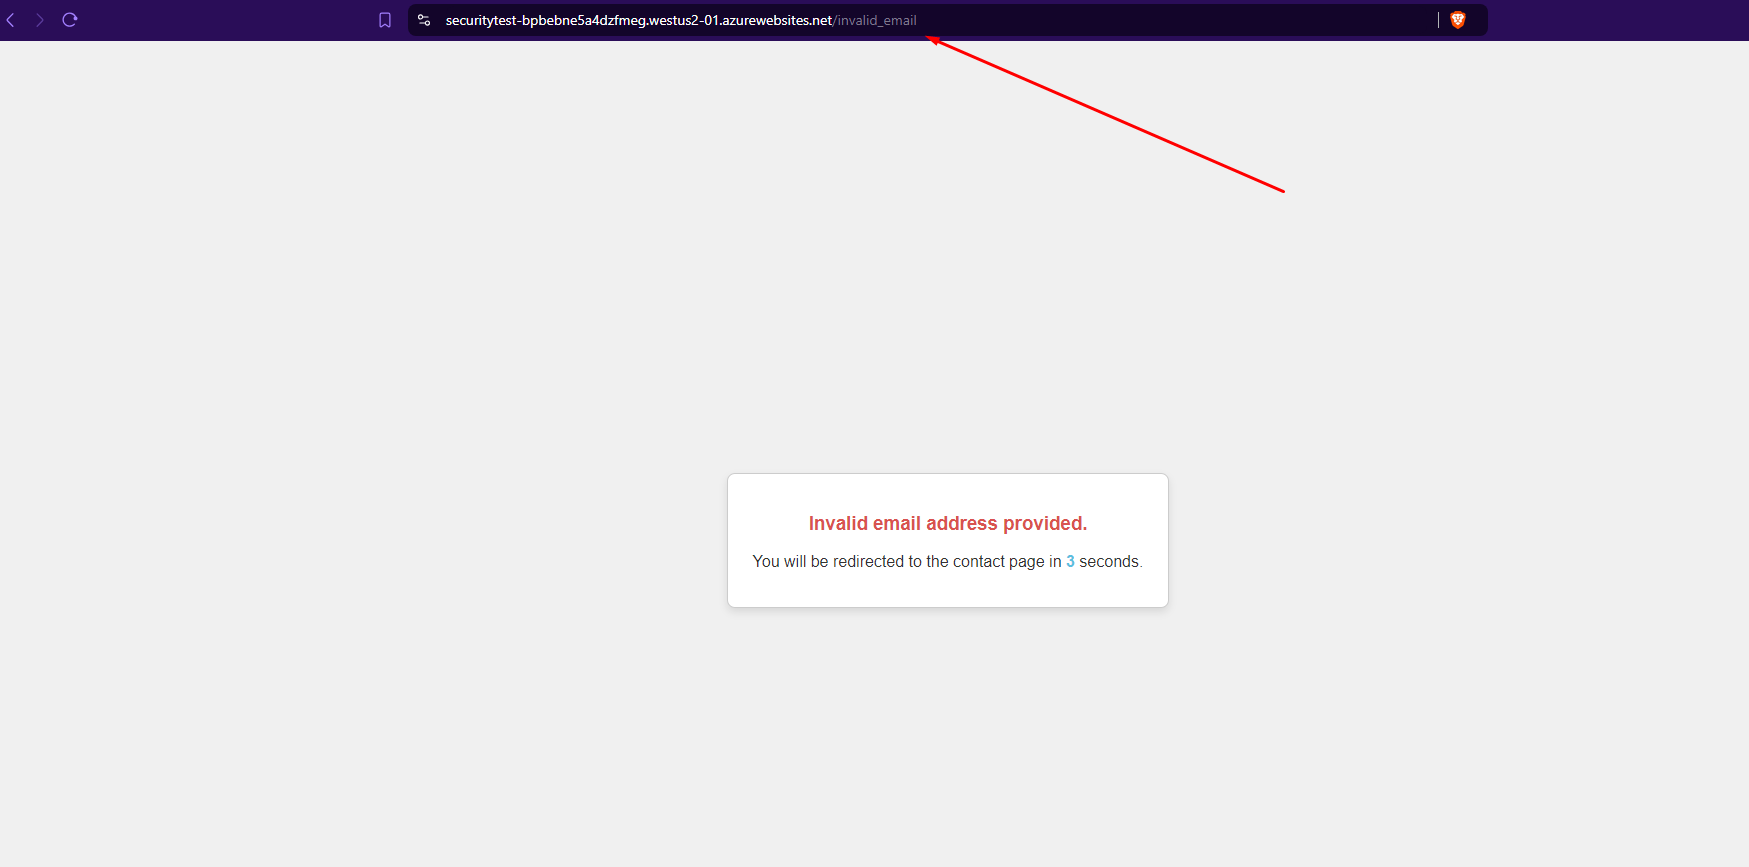 securitytest-bpbebne5a4dzfmeg.westus2-01.azurewebsites.net/invalid_email
Invalid email address provided.
You will be redirected to the contact page in 3 seconds.